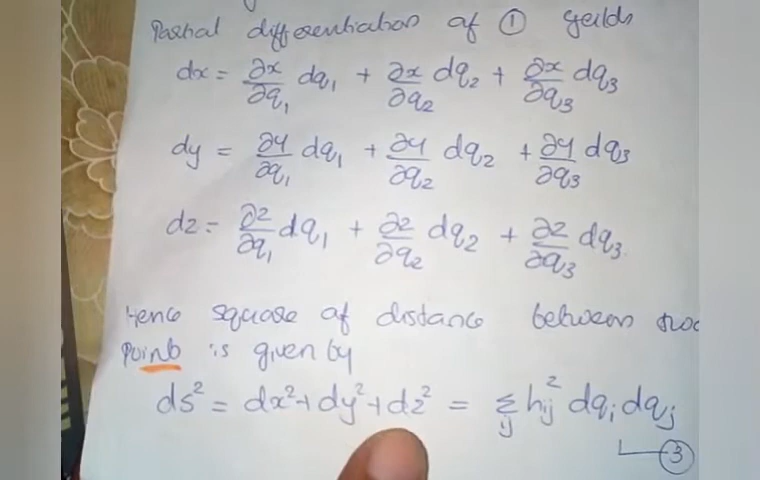 Partial differentiation of ① yeilds
dx = ∂x/∂q₁ dq₁ + ∂x/∂q₂ dq₂ + ∂x/∂q₃ dq₃
dy = ∂y/∂q₁ dq₁ + ∂y/∂q₂ dq₂ + ∂y/∂q₃ dq₃
dz = ∂z/∂q₁ dq₁ + ∂z/∂q₂ dq₂ + ∂z/∂q₃ dq₃
Hence square of distance between
points is given by
ds² = dx² + dy² + dz² = Σᵢⱼ hᵢⱼ² dqᵢ dqⱼ
③